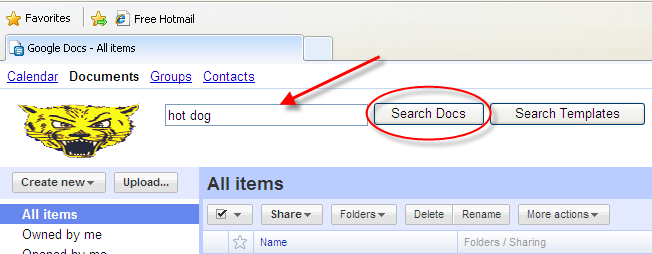 Favorites Free Hotmail
Google Docs - All items
Calendar Documents Groups Contacts
hot dog Search Docs Search Templates
Create new Upload... All items
All items Share Folders Delete Rename More actions
Owned by me Name Folders / Sharing
Opened by me